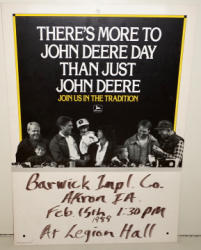 THERE'S MORE TO
JOHN DEERE DAY
THAN JUST
JOHN DEERE
JOIN US IN THE TRADITION
Barwick Impl. Co.
Akron IA.
Feb. 15th 1:30 PM
1989
At Legion Hall